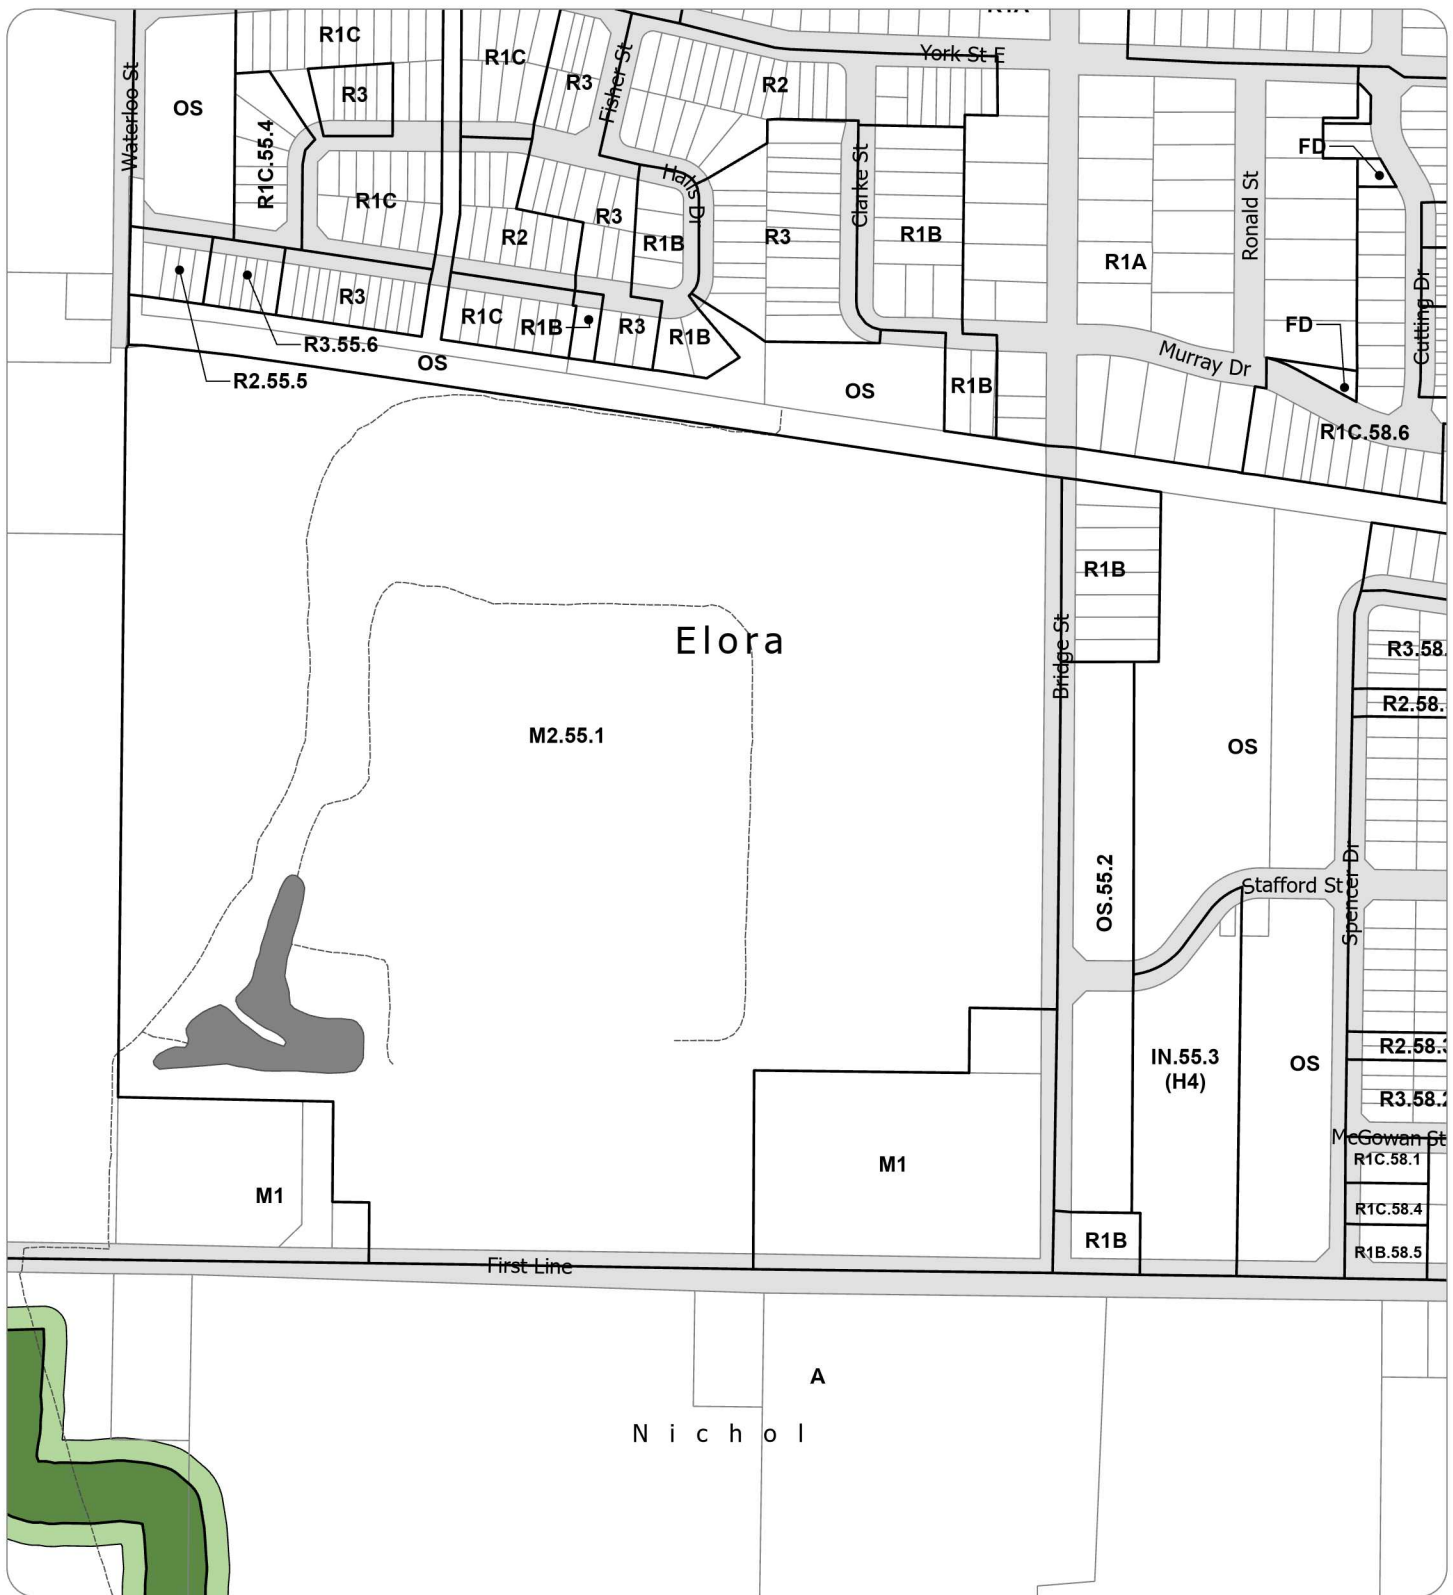 R1A
R1C
R1C
York St E
Waterloo St
OS
R3
R3
Fisher St
R2
R1C.55.4
R1C
Halls Dr
Clarke St
Ronald St
FD
R3
R2
R1B
R3
R1B
R1A
R3
Cutting Dr
R1C
R1B
R3
R1B
FD
R3.55.6
R2.55.5
OS
OS
R1B
Murray Dr
R1C.58.6
R1B
Elora
Bridge St
R3.58.
R2.58.
M2.55.1
OS
OS.55.2
Stafford St
Spencer Dr
IN.55.3
(H4)
OS
R2.58.3
R3.58.2
McGowan St
R1C.58.1
M1
M1
R1C.58.4
R1B
R1B.58.5
First Line
A
Nichol